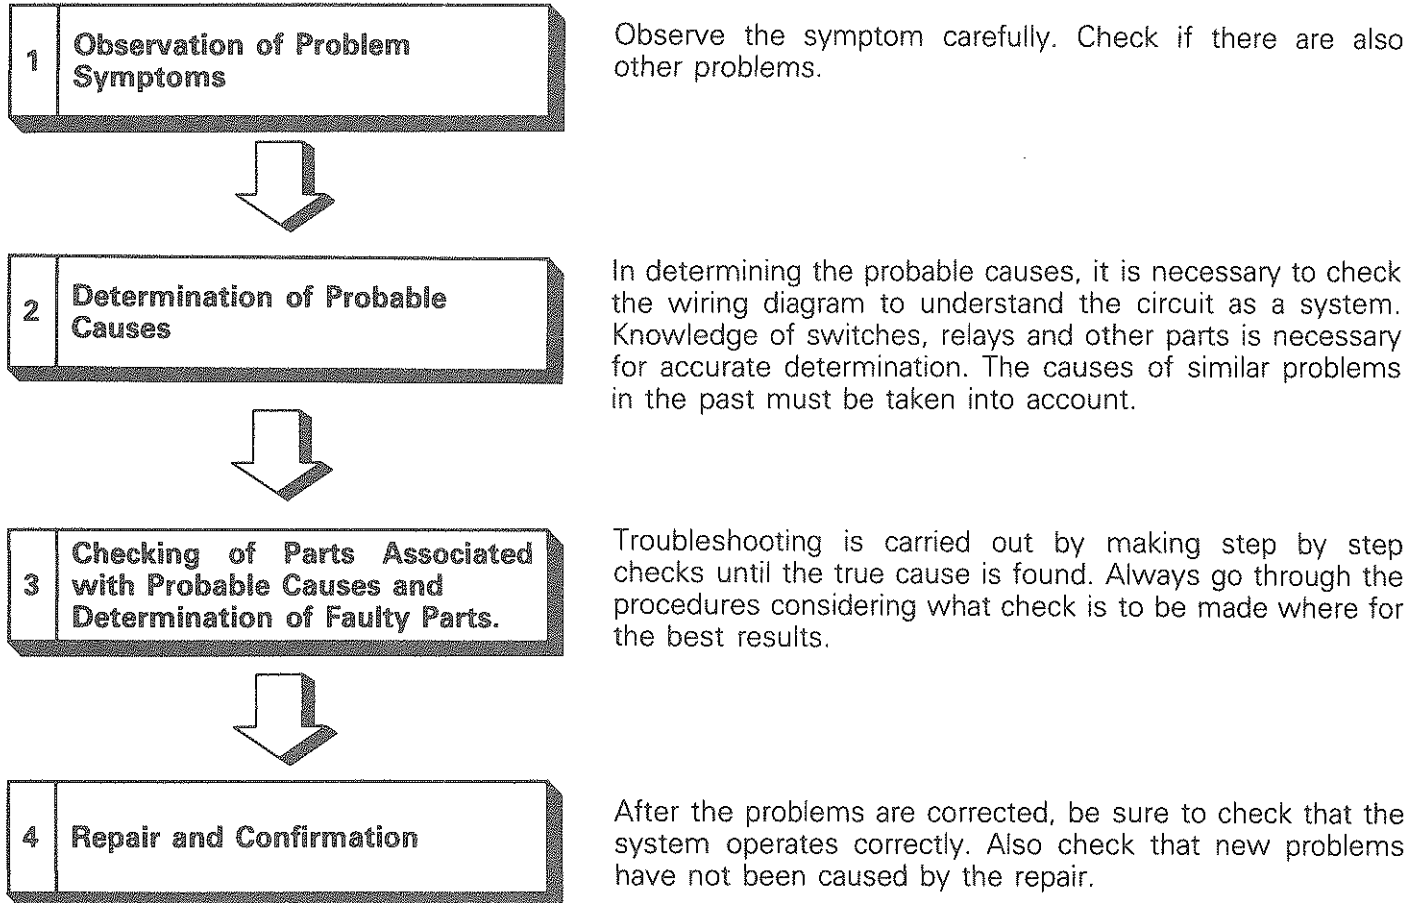 1
Observation of Problem
Symptoms
Observe the symptom carefully. Check if there are also
other problems.
2
Determination of Probable
Causes
In determining the probable causes, it is necessary to check
the wiring diagram to understand the circuit as a system.
Knowledge of switches, relays and other parts is necessary
for accurate determination. The causes of similar problems
in the past must be taken into account.
3
Checking of Parts Associated
with Probable Causes and
Determination of Faulty Parts.
Troubleshooting is carried out by making step by step
checks until the true cause is found. Always go through the
procedures considering what check is to be made where for
the best results.
4
Repair and Confirmation
After the problems are corrected, be sure to check that the
system operates correctly. Also check that new problems
have not been caused by the repair.